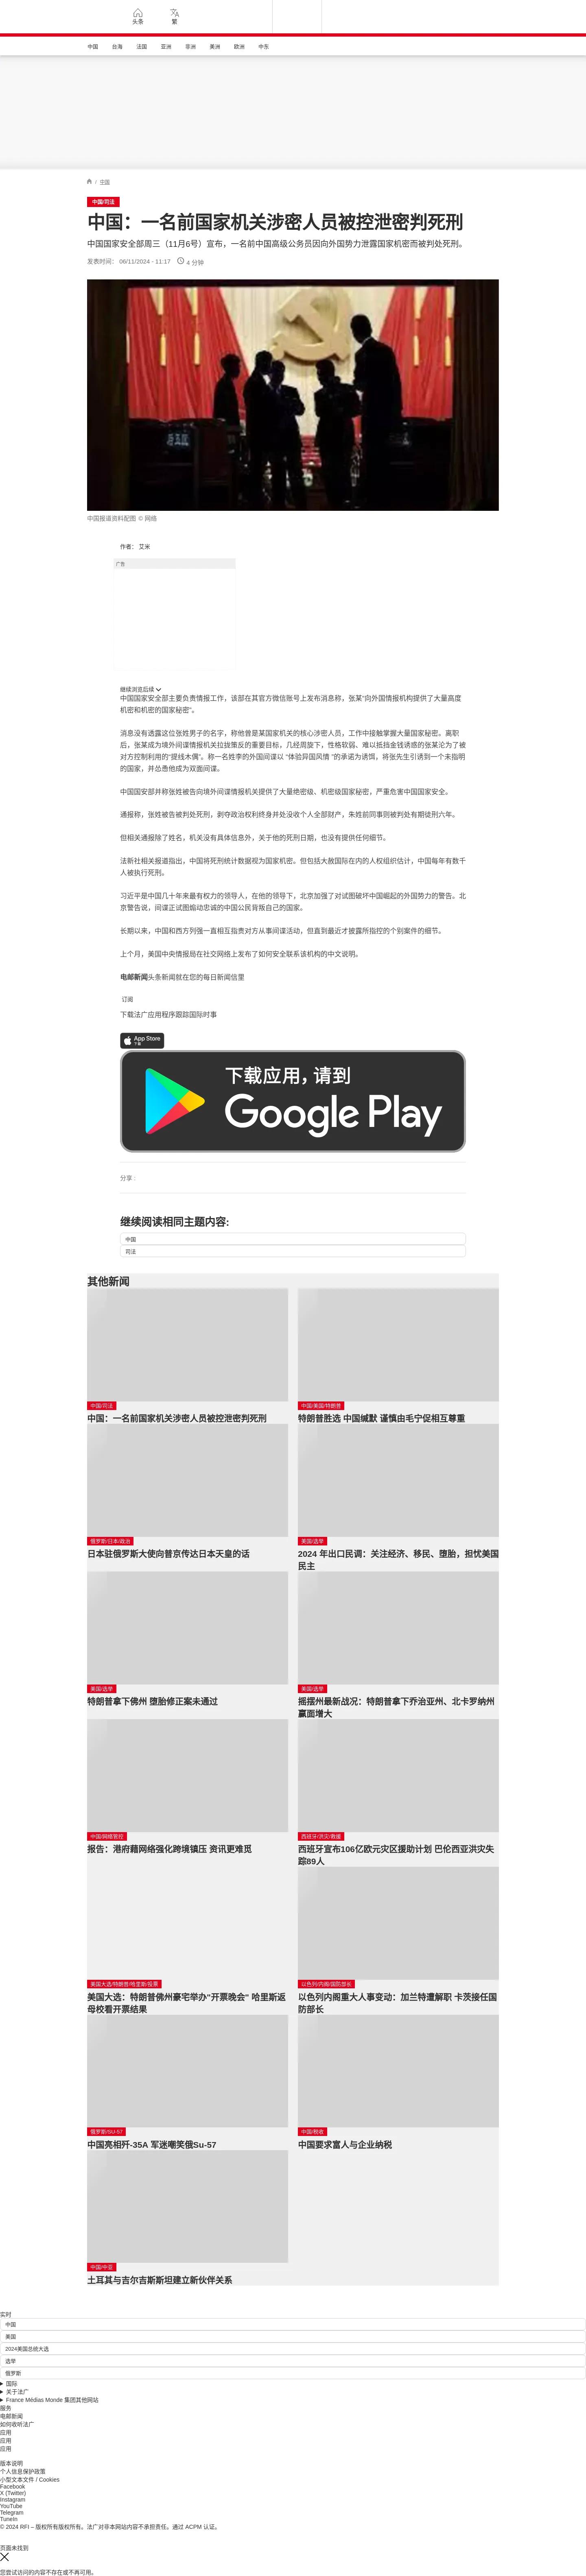 头条
繁
中国
台海
法国
亚洲
非洲
美洲
欧洲
中东
/ 中国
中国/司法
中国：一名前国家机关涉密人员被控泄密判死刑
中国国家安全部周三（11月6号）宣布，一名前中国高级公务员因向外国势力泄露国家机密而被判处死刑。
发表时间： 06/11/2024 - 11:17
4 分钟
中国报道资料配图 © 网络
作者： 艾米
广告
继续浏览后续
中国国家安全部主要负责情报工作，该部在其官方微信账号上发布消息称，张某“向外国情报机构提供了大量高度
机密和机密的国家秘密”。
消息没有透露这位张姓男子的名字，称他曾是某国家机关的核心涉密人员，工作中接触掌握大量国家秘密。离职
后，张某成为境外间谍情报机关拉拢策反的重要目标，几经周旋下，性格软弱、难以抵挡金钱诱惑的张某沦为了被
对方控制利用的“提线木偶”。称一名姓李的外国间谍以 “体验异国风情 ”的承诺为诱饵，将张先生引诱到一个未指明
的国家，并怂恿他成为双面间谍。
中国国安部并称张姓被告向境外间谍情报机关提供了大量绝密级、机密级国家秘密，严重危害中国国家安全。
通报称，张姓被告被判处死刑，剥夺政治权利终身并处没收个人全部财产，朱姓前同事则被判处有期徒刑六年。
但相关通报除了姓名，机关没有具体信息外，关于他的死刑日期，也没有提供任何细节。
法新社相关报道指出，中国将死刑统计数据视为国家机密。但包括大赦国际在内的人权组织估计，中国每年有数千
人被执行死刑。
习近平是中国几十年来最有权力的领导人，在他的领导下，北京加强了对试图破坏中国崛起的外国势力的警告。北
京警告说，间谍正试图煽动忠诚的中国公民背叛自己的国家。
长期以来，中国和西方列强一直相互指责对方从事间谍活动，但直到最近才披露所指控的个别案件的细节。
上个月，美国中央情报局在社交网络上发布了如何安全联系该机构的中文说明。
电邮新闻头条新闻就在您的每日新闻信里
订阅
下载法广应用程序跟踪国际时事
App Store
下载
下载应用，请到
Google Play
分享 :
继续阅读相同主题内容:
中国
司法
其他新闻
中国/司法
中国：一名前国家机关涉密人员被控泄密判死刑
中国/美国/特朗普
特朗普胜选 中国缄默 谨慎由毛宁促相互尊重
俄罗斯/日本/政治
日本驻俄罗斯大使向普京传达日本天皇的话
美国/选举
2024 年出口民调：关注经济、移民、堕胎，担忧美国
民主
美国/选举
特朗普拿下佛州 堕胎修正案未通过
美国/选举
摇摆州最新战况：特朗普拿下乔治亚州、北卡罗纳州
赢面增大
中国/网络管控
报告：港府藉网络强化跨境镇压 资讯更难觅
西班牙/洪灾/救援
西班牙宣布106亿欧元灾区援助计划 巴伦西亚洪灾失
踪89人
美国大选/特朗普/哈里斯/投票
美国大选：特朗普佛州豪宅举办"开票晚会" 哈里斯返
母校看开票结果
以色列/内阁/国防部长
以色列内阁重大人事变动：加兰特遭解职 卡茨接任国
防部长
俄罗斯/SU-57
中国亮相歼-35A 军迷嘲笑俄Su-57
中国/税收
中国要求富人与企业纳税
中国/中亚
土耳其与吉尔吉斯斯坦建立新伙伴关系
实时
中国
美国
2024美国总统大选
选举
俄罗斯
国际
关于法广
France Médias Monde 集团其他网站
服务
电邮新闻
如何收听法广
应用
应用
应用
版本说明
个人信息保护政策
小型文本文件 / Cookies
Facebook
X (Twitter)
Instagram
YouTube
Telegram
TuneIn
© 2024 RFI – 版权所有版权所有。法广对非本网站内容不承担责任。通过 ACPM 认证。
页面未找到
您尝试访问的内容不存在或不再可用。